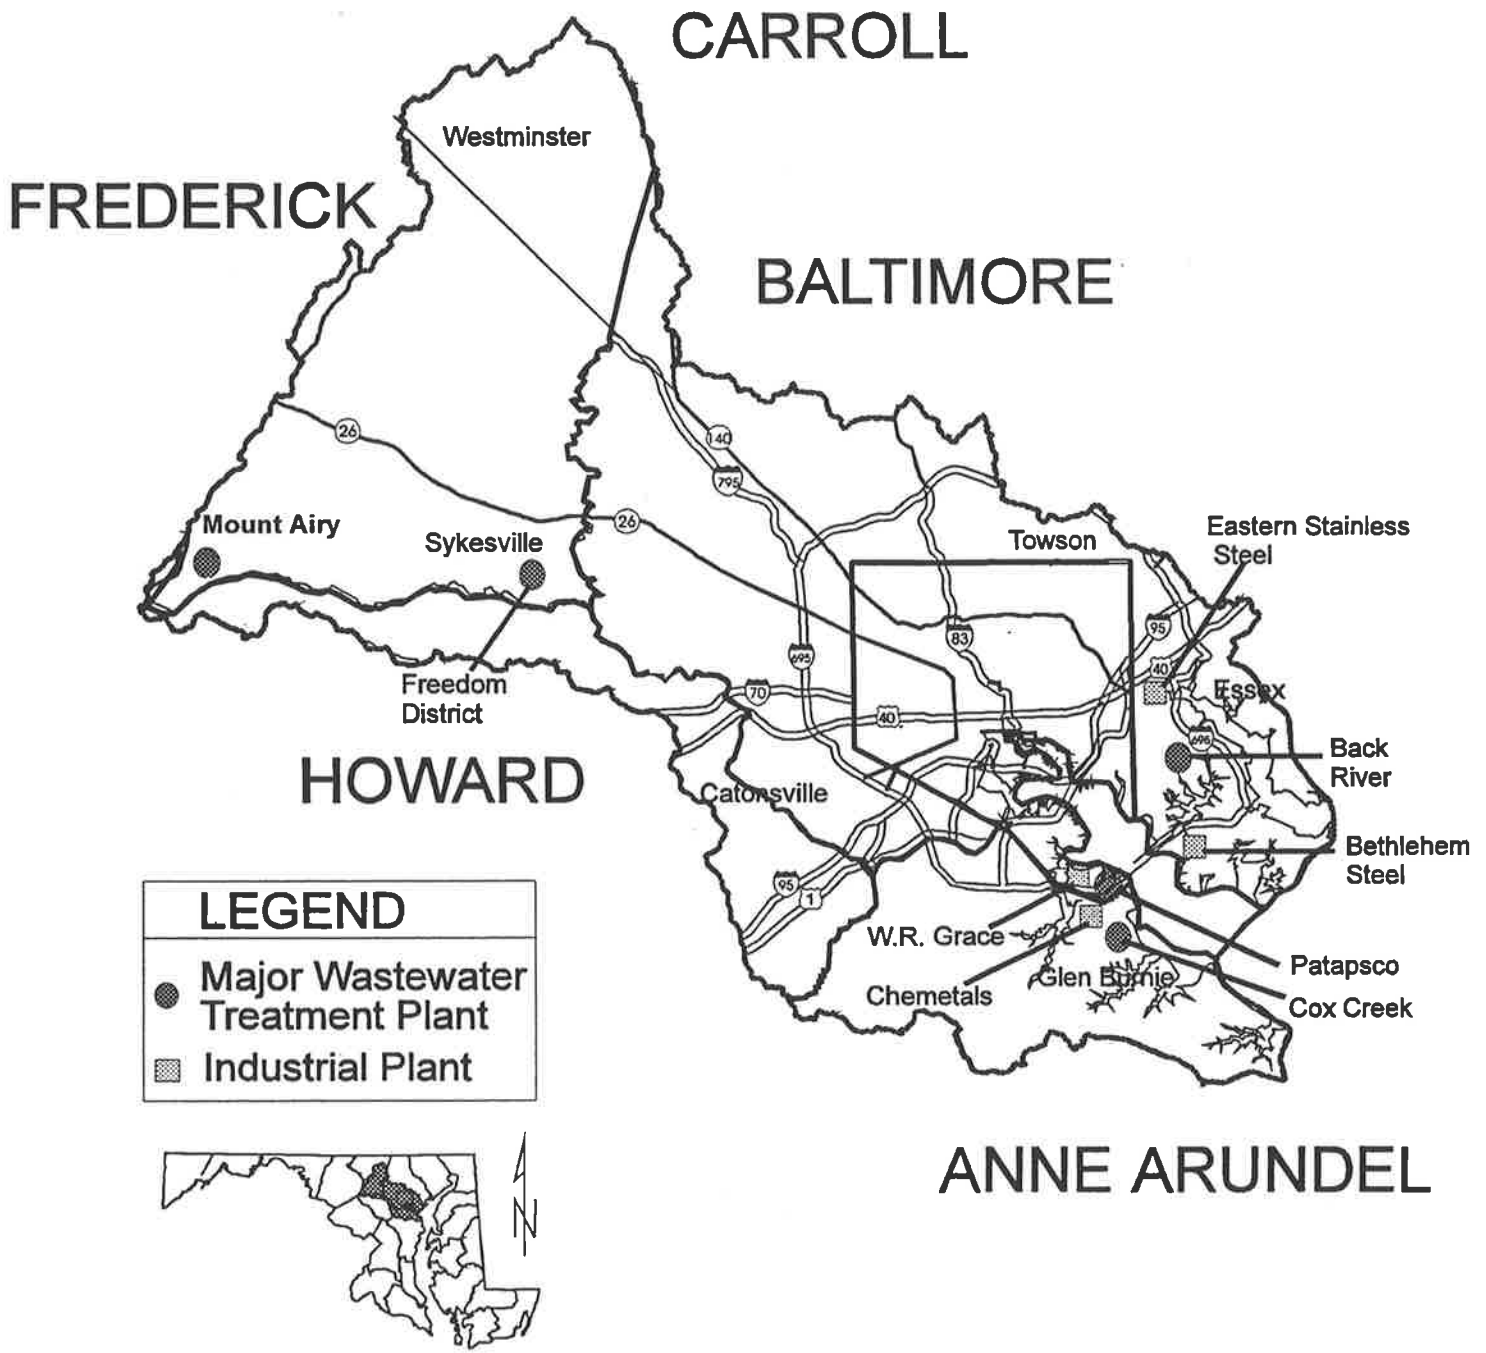 CARROLL
Westminster
FREDERICK
BALTIMORE
26
140
795
26
Mount Airy
Sykesville
Towson
Eastern Stainless
Steel
83
95
695
40
Freedom
District
70
40
Essex
695
Back
River
HOWARD
Catonsville
Bethlehem
Steel
95
1
W.R. Grace
Chemetals
Glen Burnie
Patapsco
Cox Creek
LEGEND
Major Wastewater
Treatment Plant
Industrial Plant
ANNE ARUNDEL
N